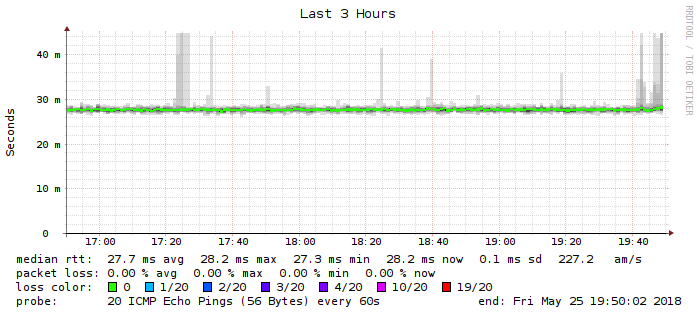 Last 3 Hours
RRDTOOL / TOBI OETIKER
Seconds
40 m
30 m
20 m
10 m
0
17:00 17:20 17:40 18:00 18:20 18:40 19:00 19:20 19:40
median rtt: 27.7 ms avg 28.2 ms max 27.3 ms min 28.2 ms now 0.1 ms sd 227.2 am/s
packet loss: 0.00 % avg 0.00 % max 0.00 % min 0.00 % now
loss color: 0 1/20 2/20 3/20 4/20 10/20 19/20
probe: 20 ICMP Echo Pings (56 Bytes) every 60s end: Fri May 25 19:50:02 2018